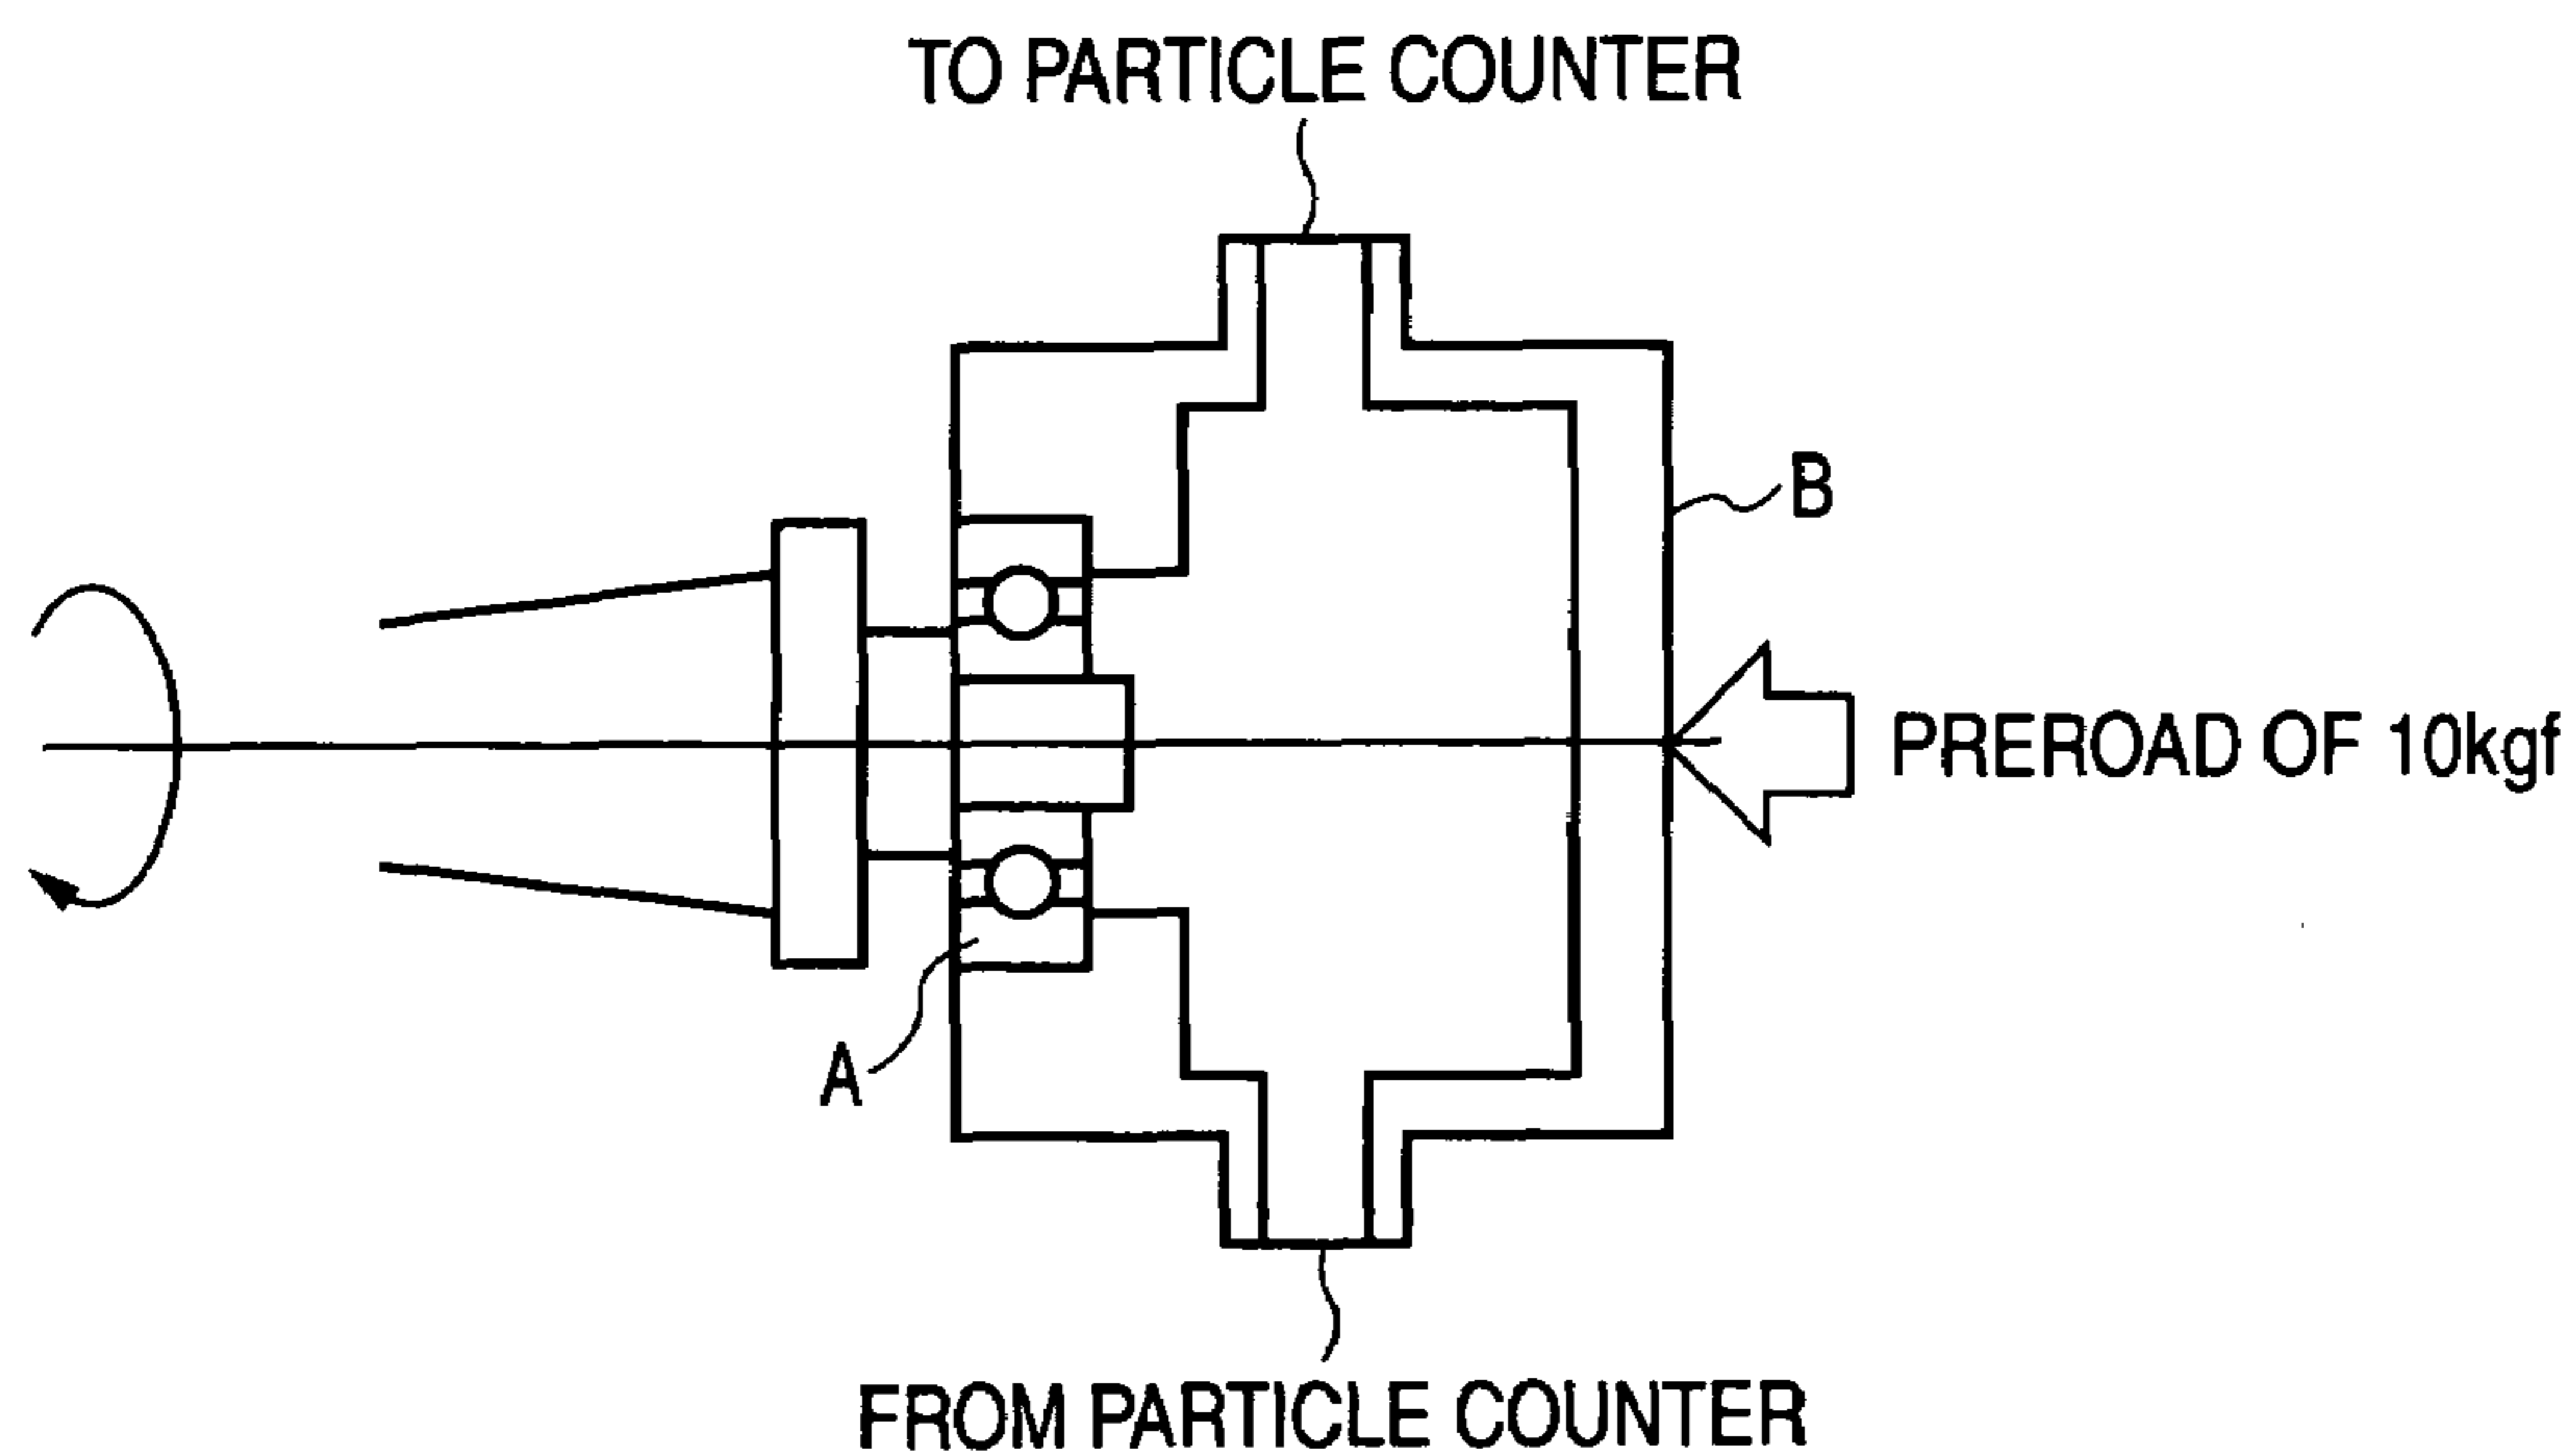 TO PARTICLE COUNTER
B
PREROAD OF 10kgf
A
FROM PARTICLE COUNTER